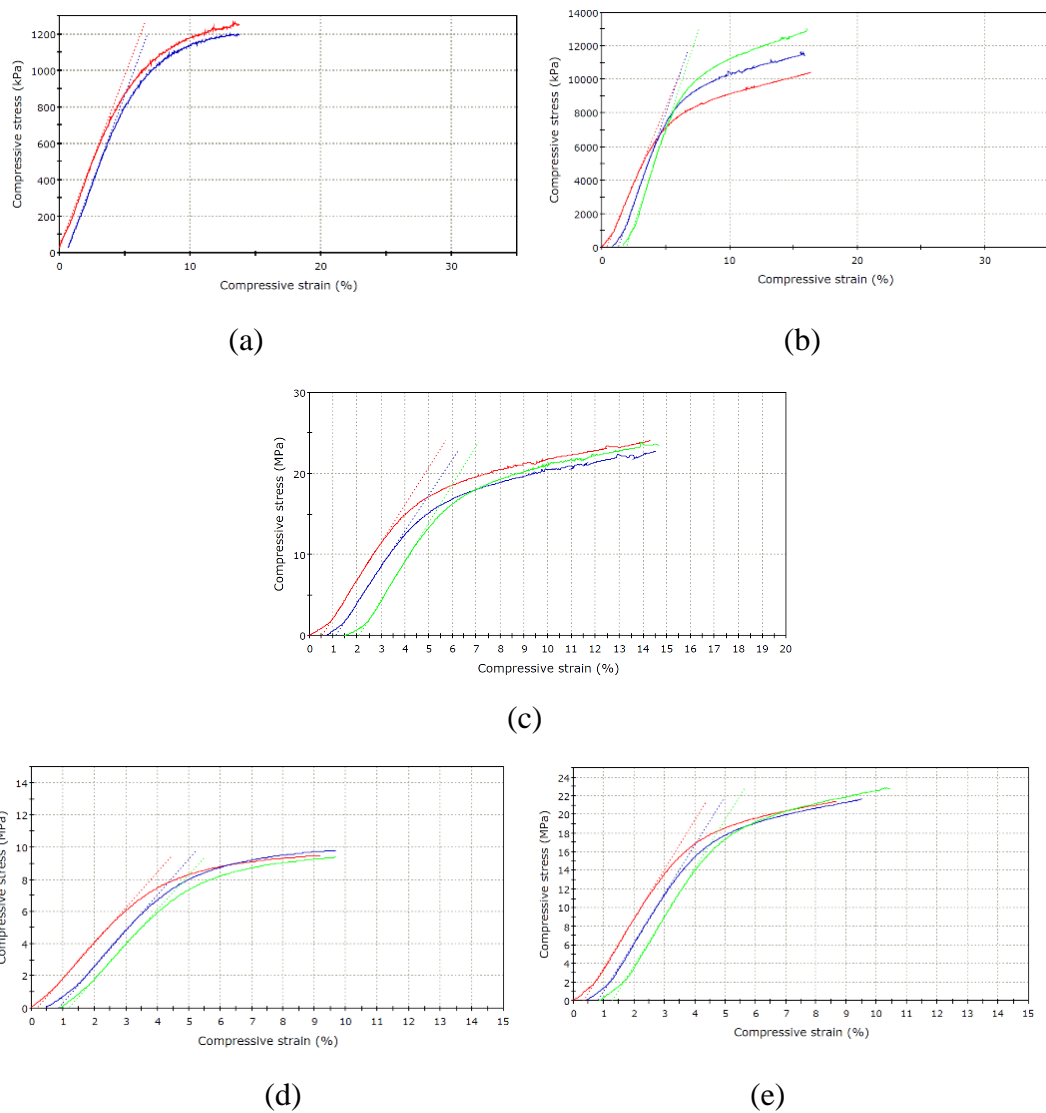 Compressive stress (kPa)
1200
1000
800
600
400
200
0
0 10 20 30
Compressive strain (%)
(a)
Compressive stress (kPa)
14000
12000
10000
8000
6000
4000
2000
0
0 10 20 30
Compressive strain (%)
(b)
Compressive stress (MPa)
30
20
10
0
0 1 2 3 4 5 6 7 8 9 10 11 12 13 14 15 16 17 18 19 20
Compressive strain (%)
(c)
Compressive stress (MPa)
14
12
10
8
6
4
2
0
0 1 2 3 4 5 6 7 8 9 10 11 12 13 14 15
Compressive strain (%)
(d)
Compressive stress (MPa)
24
22
20
18
16
14
12
10
8
6
4
2
0
0 1 2 3 4 5 6 7 8 9 10 11 12 13 14 15
Compressive strain (%)
(e)